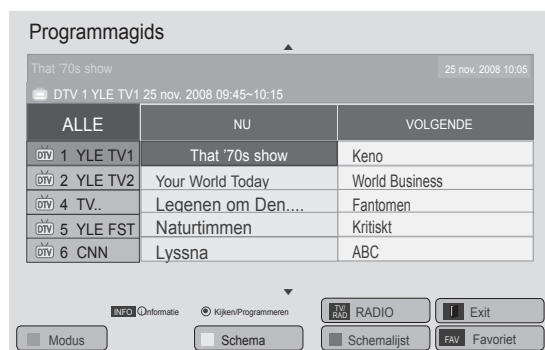 Programmagids
That '70s show 25 nov. 2008 10:05
DTV 1 YLE TV1 25 nov. 2008 09:45~10:15
ALLE NU VOLGENDE
DTV 1 YLE TV1 That '70s show Keno
DTV 2 YLE TV2 Your World Today World Business
DTV 4 TV.. Legenen om Den.... Fantomen
DTV 5 YLE FST Naturtimmen Kritiskt
DTV 6 CNN Lyssna ABC
INFO ⓘnformatie Kijken/Programmeren TV/RAD RADIO Exit
Modus Schema Schemalijst FAV Favoriet